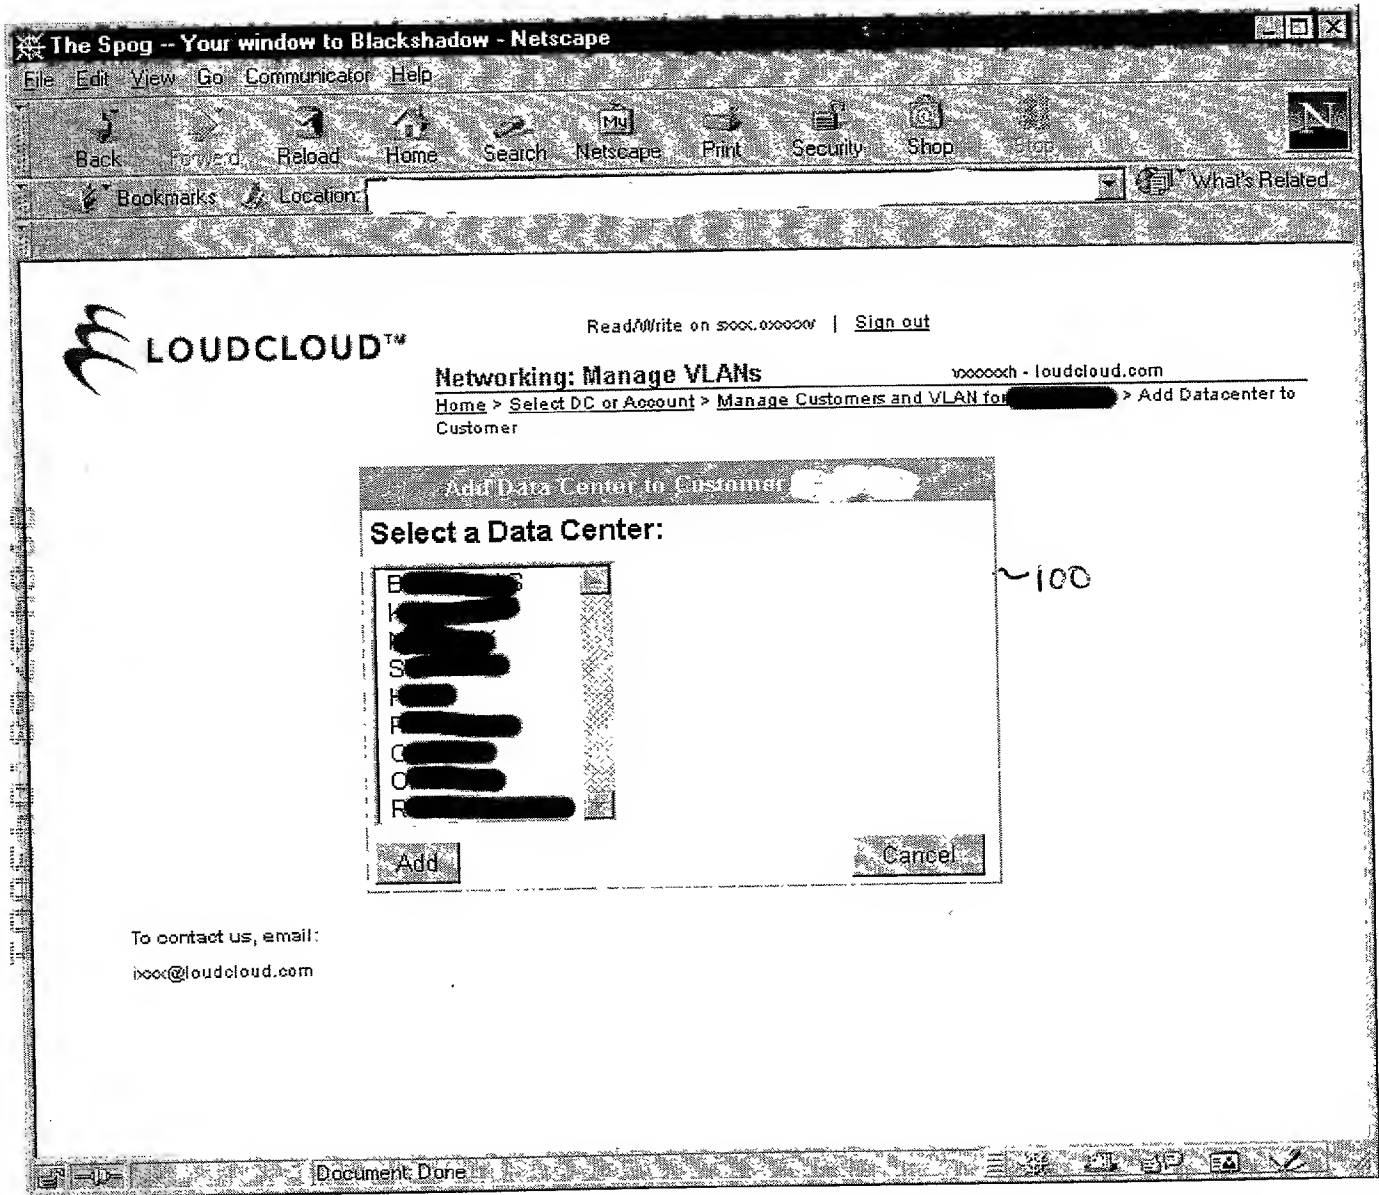 The Spog -- Your window to Blackshadow - Netscape
File Edit View Go Communicator Help
Back Forward Reload Home Search Netscape Print Security Shop Stop
My
N
Bookmarks Location: What's Related
LOUDCLOUD™
Read/Write on | Sign out
Networking: Manage VLANs - loudcloud.com
Home > Select DC or Account > Manage Customers and VLAN for > Add Datacenter to
Customer
Add Data Center to Customer
Select a Data Center:
~100
B S
K
S
O
R
Add Cancel
To contact us, email:
ixxx@loudcloud.com
Document: Done